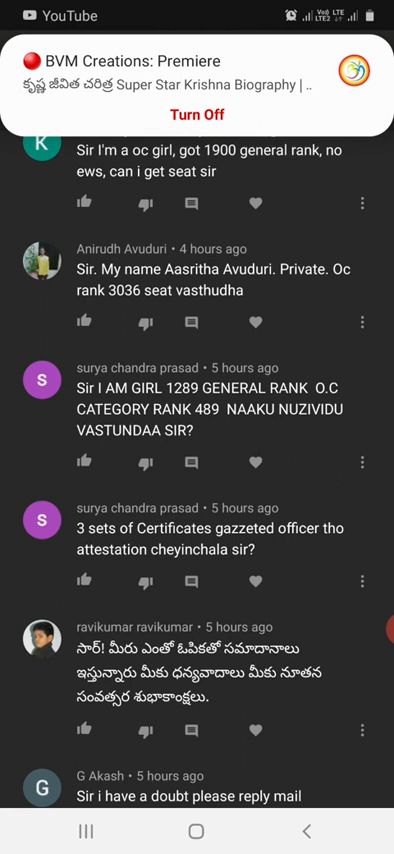 YouTube
Vo)) LTE
LTE2
BVM Creations: Premiere
కృష్ణ జీవిత చరిత్ర Super Star Krishna Biography | ..
Turn Off
K
Sir I'm a oc girl, got 1900 general rank, no
ews, can i get seat sir
Anirudh Avuduri • 4 hours ago
Sir. My name Aasritha Avuduri. Private. Oc
rank 3036 seat vasthudha
S
surya chandra prasad • 5 hours ago
Sir I AM GIRL 1289 GENERAL RANK O.C
CATEGORY RANK 489 NAAKU NUZIVIDU
VASTUNDAA SIR?
S
surya chandra prasad • 5 hours ago
3 sets of Certificates gazzeted officer tho
attestation cheyinchala sir?
ravikumar ravikumar • 5 hours ago
సార్! మీరు ఎంతో ఓపికతో సమాదానాలు
ఇస్తున్నారు మీకు ధన్యవాదాలు మీకు నూతన
సంవత్సర శుభాకాంక్షలు.
G
G Akash • 5 hours ago
Sir i have a doubt please reply mail